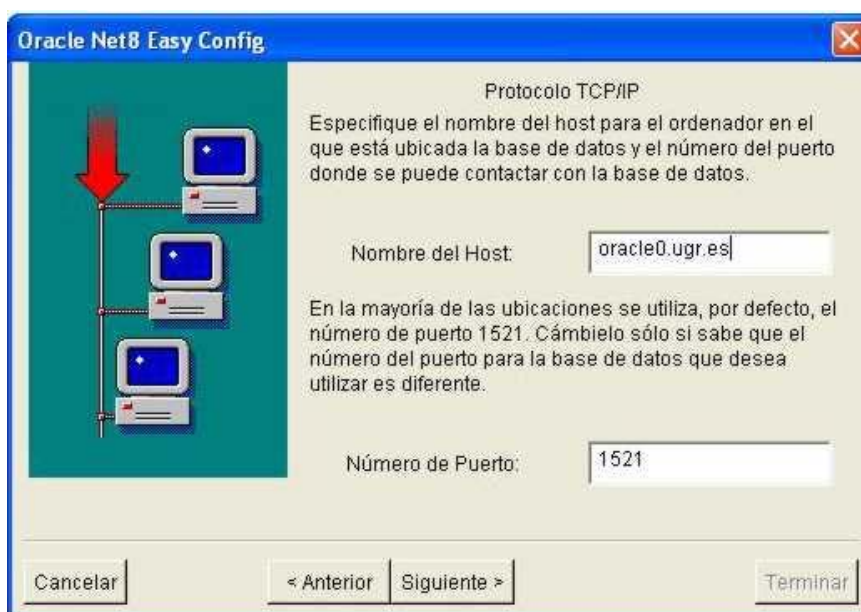 Oracle Net8 Easy Config
Protocolo TCP/IP
Especifique el nombre del host para el ordenador en el
que está ubicada la base de datos y el número del puerto
donde se puede contactar con la base de datos.
Nombre del Host:
oracle0.ugr.es
En la mayoría de las ubicaciones se utiliza, por defecto, el
número de puerto 1521. Cámbielo sólo si sabe que el
número del puerto para la base de datos que desea
utilizar es diferente.
Número de Puerto:
1521
Cancelar
< Anterior
Siguiente >
Terminar